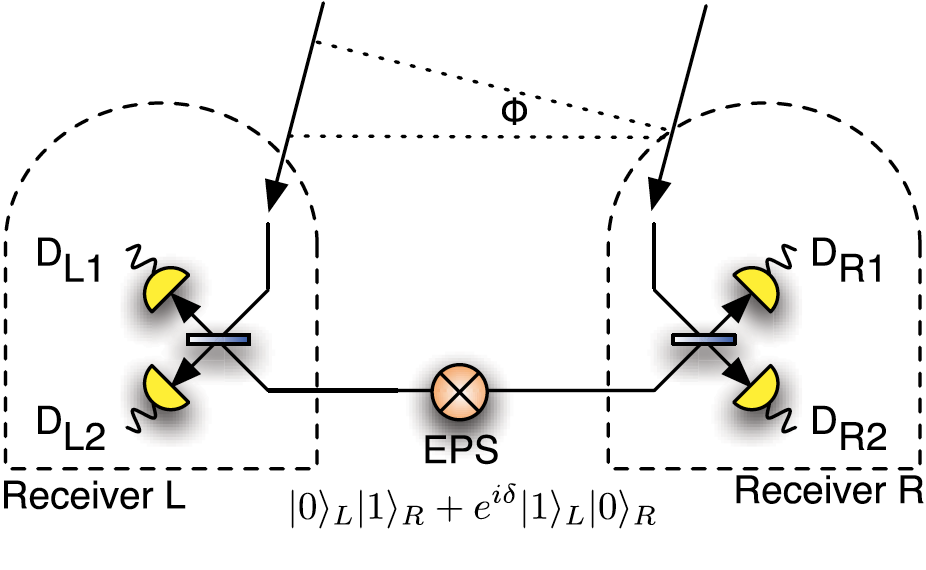 Φ
D_L1
D_R1
D_L2
D_R2
EPS
Receiver L
Receiver R
|0⟩_L|1⟩_R + e^{iδ}|1⟩_L|0⟩_R